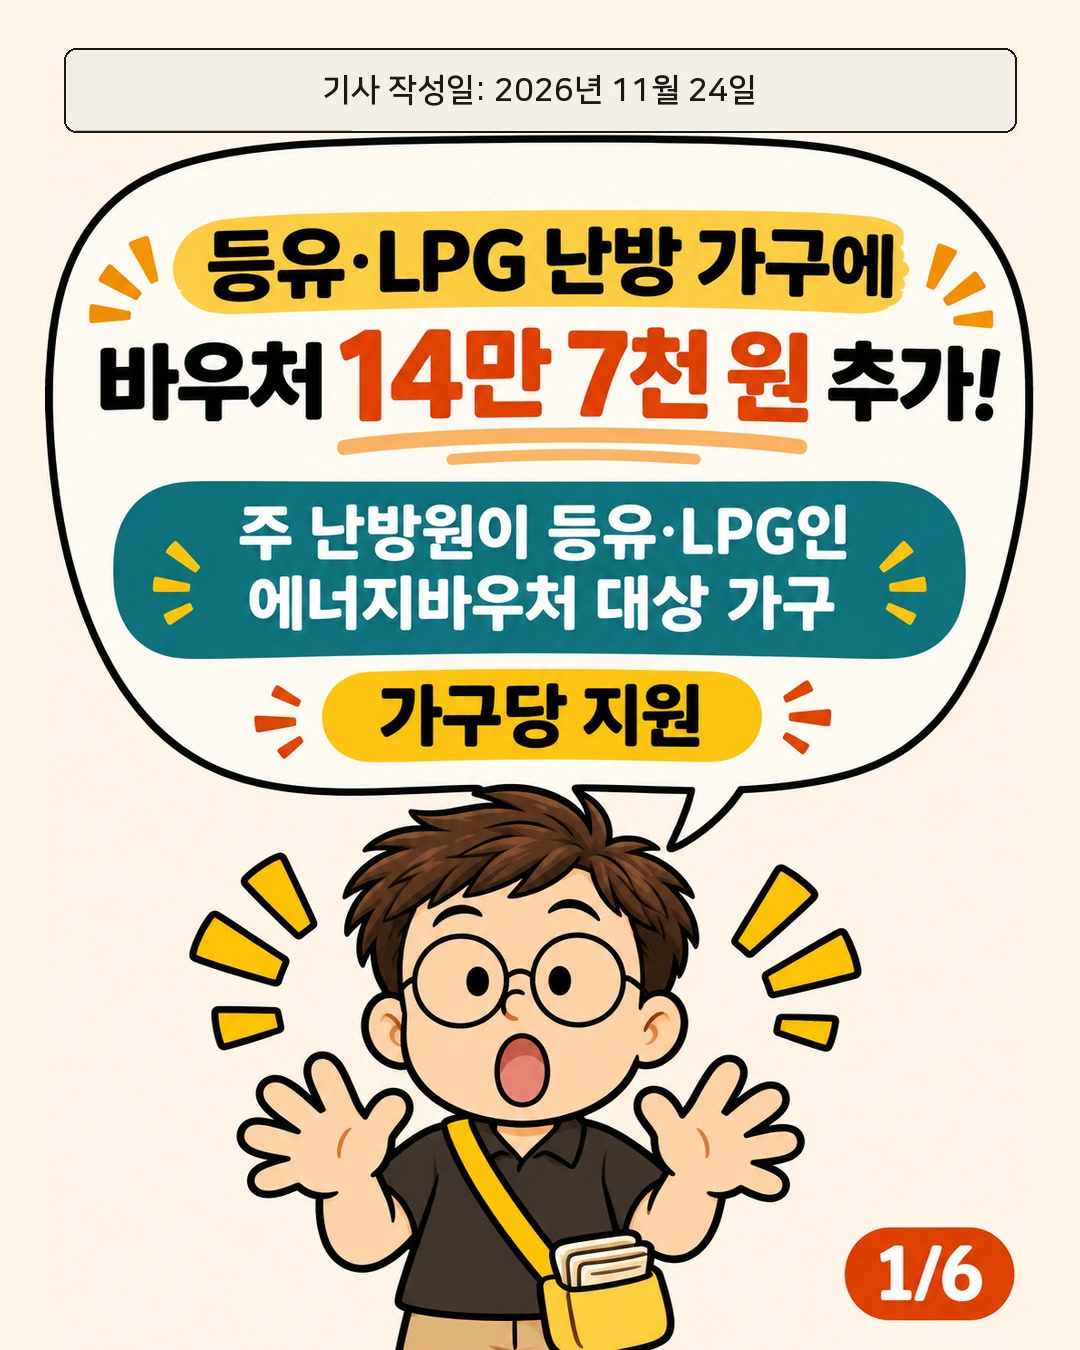 기사 작성일: 2026년 11월 24일
등유·LPG 난방 가구에
바우처 14만 7천 원 추가!
주 난방원이 등유·LPG인
에너지바우처 대상 가구
가구당 지원
1/6